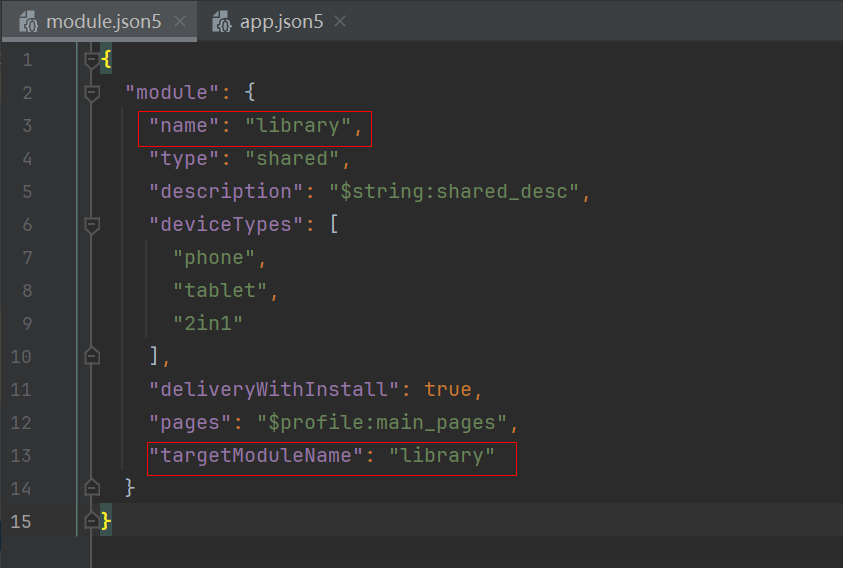 module.json5 app.json5
1 {
2 "module": {
3 "name": "library",
4 "type": "shared",
5 "description": "$string:shared_desc",
6 "deviceTypes": [
7 "phone",
8 "tablet",
9 "2in1"
10 ],
11 "deliveryWithInstall": true,
12 "pages": "$profile:main_pages",
13 "targetModuleName": "library"
14 }
15 }